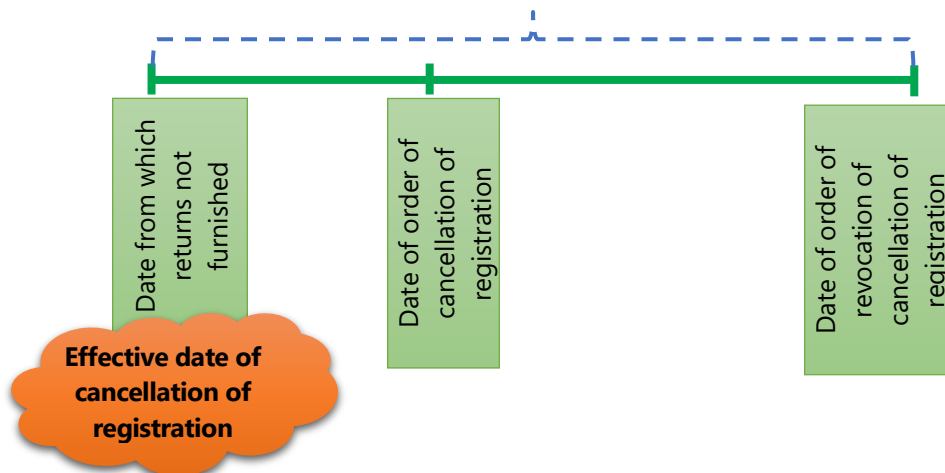 Date from which
returns not
furnished
Date of order of
cancellation of
registration
Date of order of
revocation of
cancellation of
registration
Effective date of
cancellation of
registration